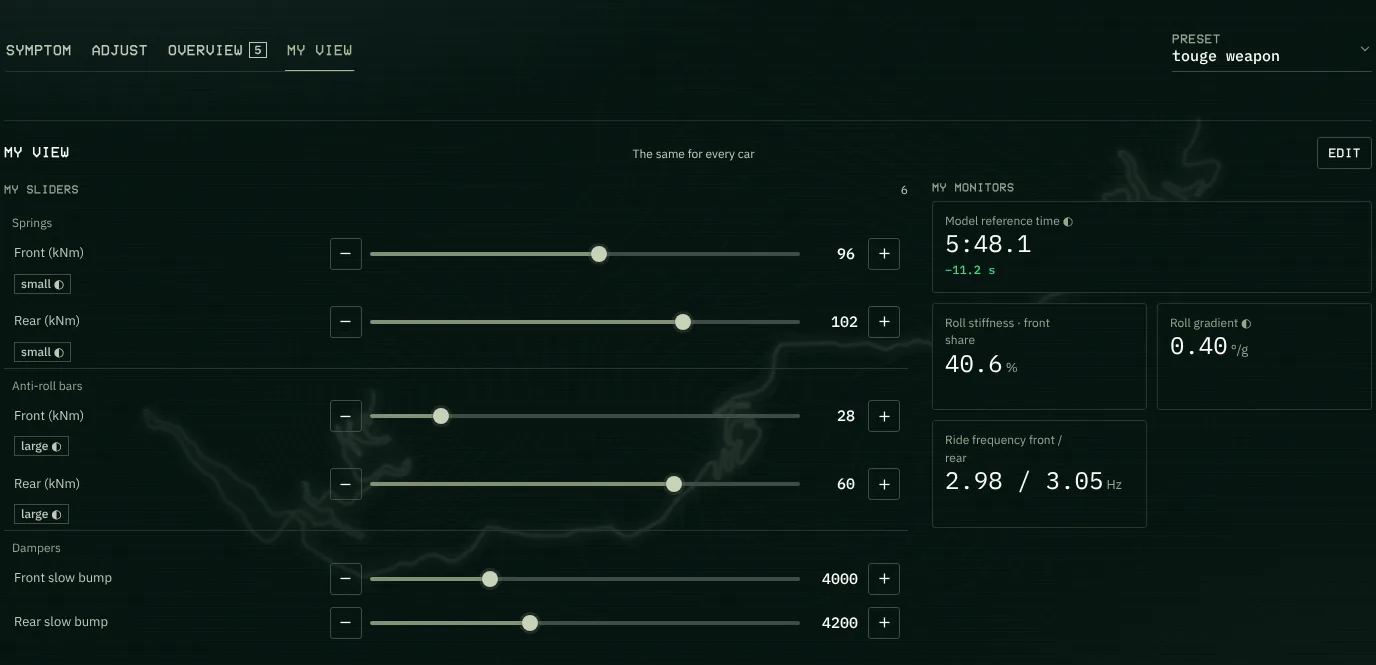 SYMPTOM ADJUST OVERVIEW 5 MY VIEW
PRESET
touge weapon
MY VIEW
The same for every car
EDIT
MY SLIDERS
6
Springs
Front (kNm)
− 96 +
small
Rear (kNm)
− 102 +
small
Anti-roll bars
Front (kNm)
− 28 +
large
Rear (kNm)
− 60 +
large
Dampers
Front slow bump
− 4000 +
Rear slow bump
− 4200 +
MY MONITORS
Model reference time
5:48.1
−11.2 s
Roll stiffness · front
share
40.6 %
Roll gradient
0.40 °/g
Ride frequency front /
rear
2.98 / 3.05 Hz